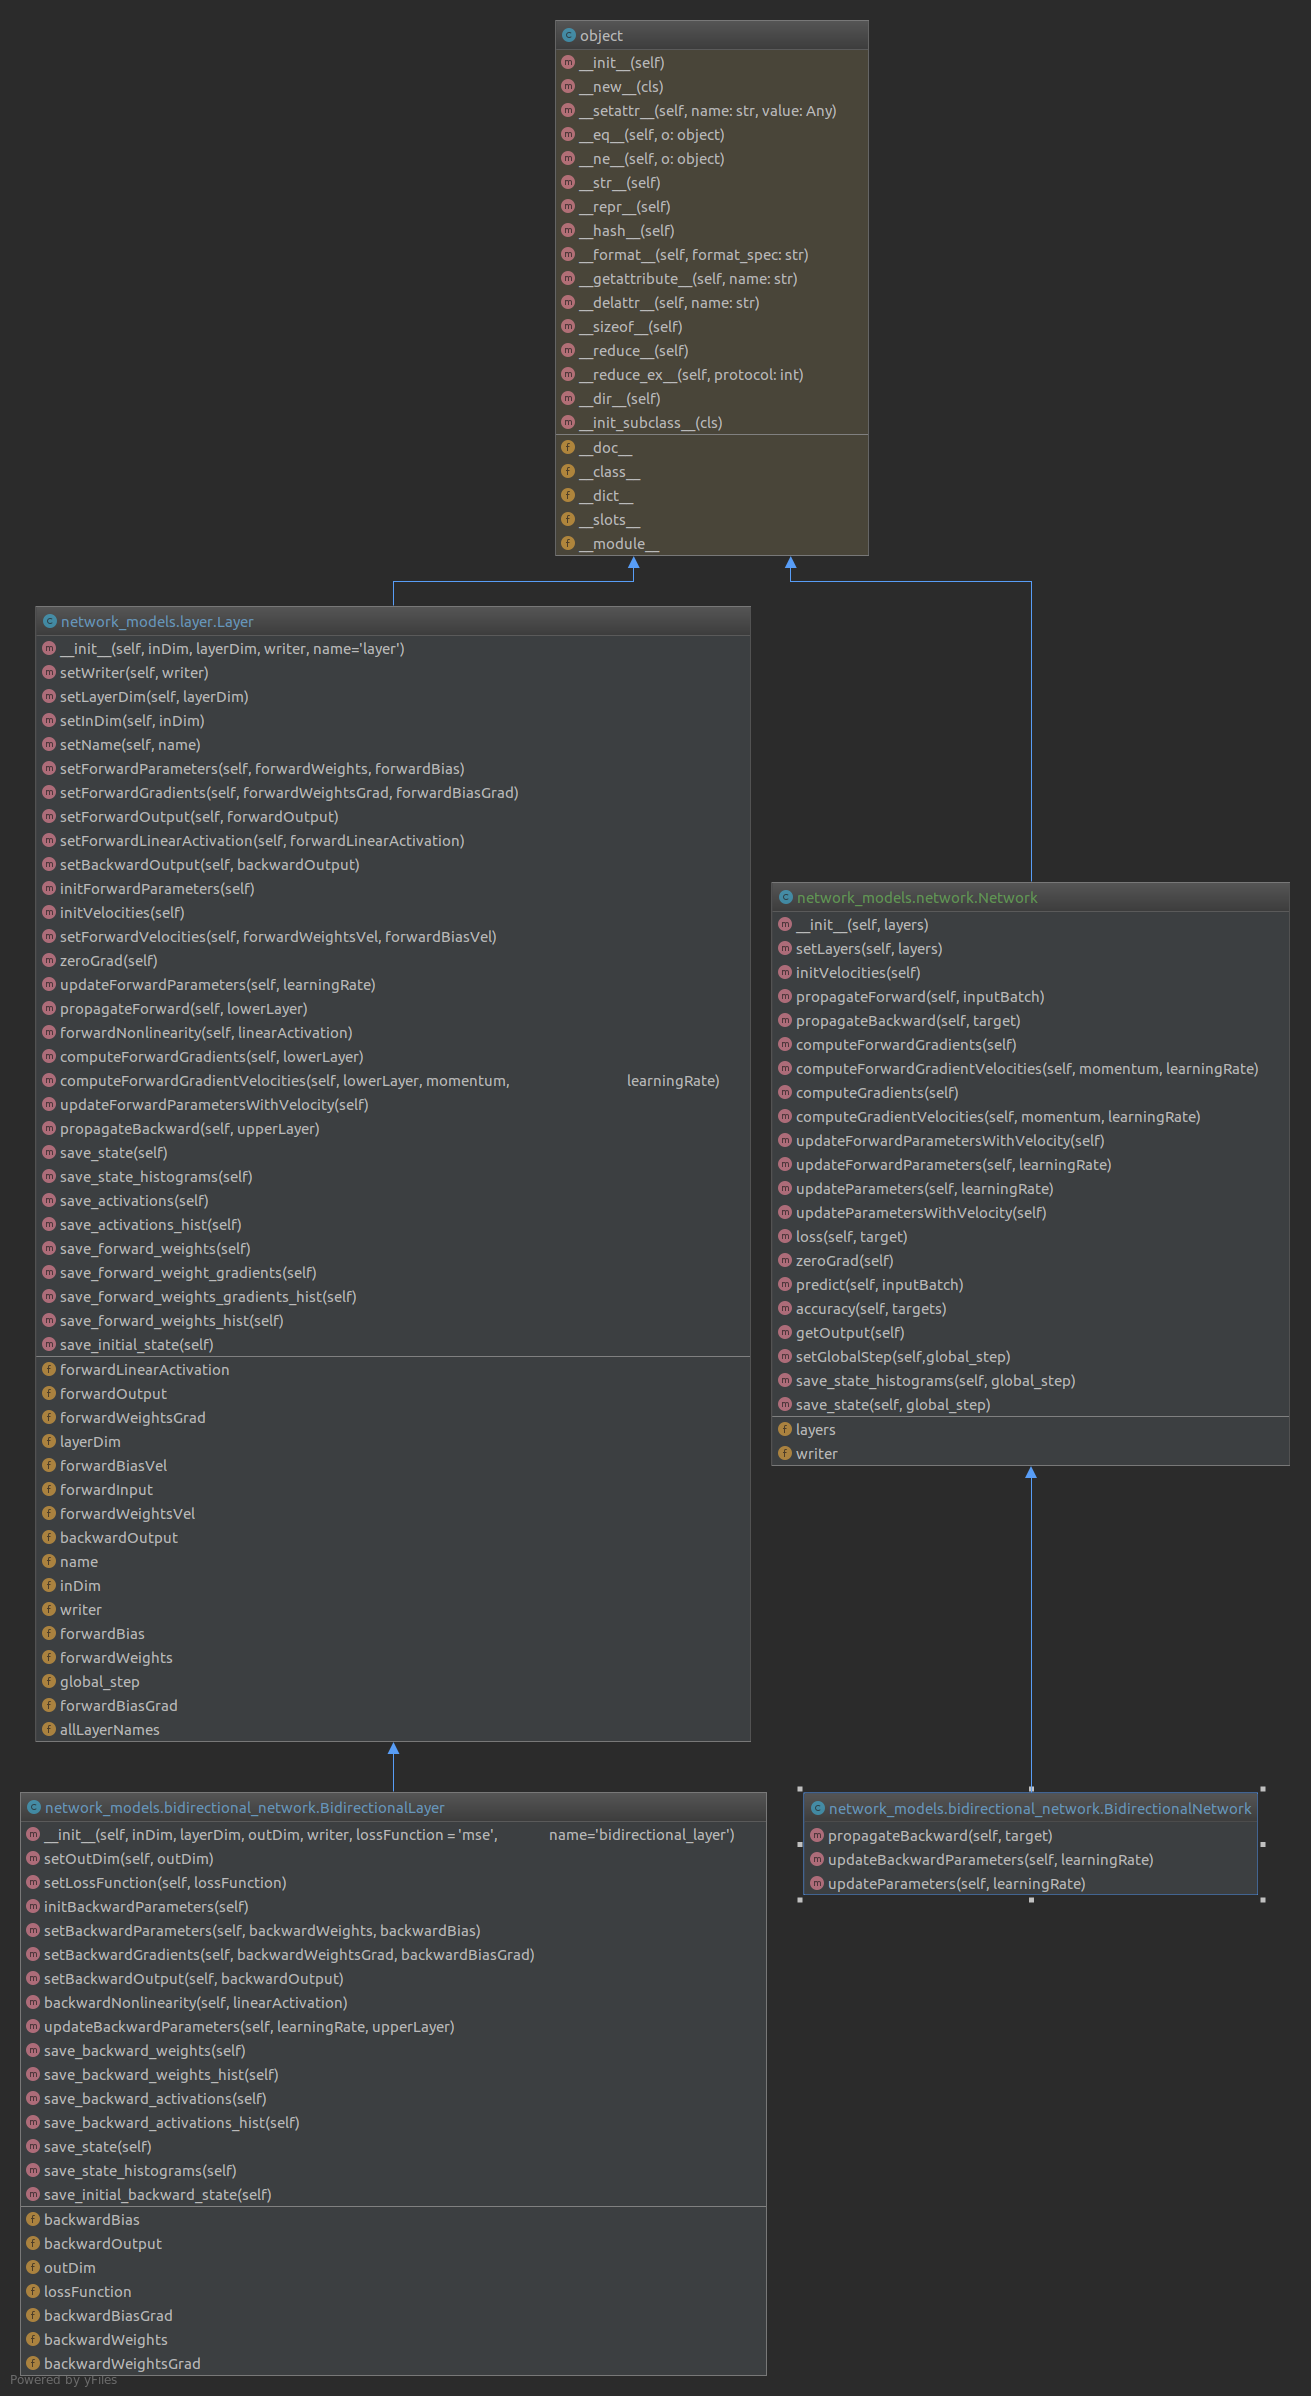 object
__init__(self)
__new__(cls)
__setattr__(self, name: str, value: Any)
__eq__(self, o: object)
__ne__(self, o: object)
__str__(self)
__repr__(self)
__hash__(self)
__format__(self, format_spec: str)
__getattribute__(self, name: str)
__delattr__(self, name: str)
__sizeof__(self)
__reduce__(self)
__reduce_ex__(self, protocol: int)
__dir__(self)
__init_subclass__(cls)
__doc__
__class__
__dict__
__slots__
__module__
network_models.layer.Layer
__init__(self, inDim, layerDim, writer, name='layer')
setWriter(self, writer)
setLayerDim(self, layerDim)
setInDim(self, inDim)
setName(self, name)
setForwardParameters(self, forwardWeights, forwardBias)
setForwardGradients(self, forwardWeightsGrad, forwardBiasGrad)
setForwardOutput(self, forwardOutput)
setForwardLinearActivation(self, forwardLinearActivation)
setBackwardOutput(self, backwardOutput)
initForwardParameters(self)
initVelocities(self)
setForwardVelocities(self, forwardWeightsVel, forwardBiasVel)
zeroGrad(self)
updateForwardParameters(self, learningRate)
propagateForward(self, lowerLayer)
forwardNonlinearity(self, linearActivation)
computeForwardGradients(self, lowerLayer)
computeForwardGradientVelocities(self, lowerLayer, momentum, learningRate)
updateForwardParametersWithVelocity(self)
propagateBackward(self, upperLayer)
save_state(self)
save_state_histograms(self)
save_activations(self)
save_activations_hist(self)
save_forward_weights(self)
save_forward_weight_gradients(self)
save_forward_weights_gradients_hist(self)
save_forward_weights_hist(self)
save_initial_state(self)
forwardLinearActivation
forwardOutput
forwardWeightsGrad
layerDim
forwardBiasVel
forwardInput
forwardWeightsVel
backwardOutput
name
inDim
writer
forwardBias
forwardWeights
global_step
forwardBiasGrad
allLayerNames
network_models.network.Network
__init__(self, layers)
setLayers(self, layers)
initVelocities(self)
propagateForward(self, inputBatch)
propagateBackward(self, target)
computeForwardGradients(self)
computeForwardGradientVelocities(self, momentum, learningRate)
computeGradients(self)
computeGradientVelocities(self, momentum, learningRate)
updateForwardParametersWithVelocity(self)
updateForwardParameters(self, learningRate)
updateParameters(self, learningRate)
updateParametersWithVelocity(self)
loss(self, target)
zeroGrad(self)
predict(self, inputBatch)
accuracy(self, targets)
getOutput(self)
setGlobalStep(self,global_step)
save_state_histograms(self, global_step)
save_state(self, global_step)
layers
writer
network_models.bidirectional_network.BidirectionalLayer
__init__(self, inDim, layerDim, outDim, writer, lossFunction = 'mse', name='bidirectional_layer')
setOutDim(self, outDim)
setLossFunction(self, lossFunction)
initBackwardParameters(self)
setBackwardParameters(self, backwardWeights, backwardBias)
setBackwardGradients(self, backwardWeightsGrad, backwardBiasGrad)
setBackwardOutput(self, backwardOutput)
backwardNonlinearity(self, linearActivation)
updateBackwardParameters(self, learningRate, upperLayer)
save_backward_weights(self)
save_backward_weights_hist(self)
save_backward_activations(self)
save_backward_activations_hist(self)
save_state(self)
save_state_histograms(self)
save_initial_backward_state(self)
backwardBias
backwardOutput
outDim
lossFunction
backwardBiasGrad
backwardWeights
backwardWeightsGrad
network_models.bidirectional_network.BidirectionalNetwork
propagateBackward(self, target)
updateBackwardParameters(self, learningRate)
updateParameters(self, learningRate)
Powered by yFiles